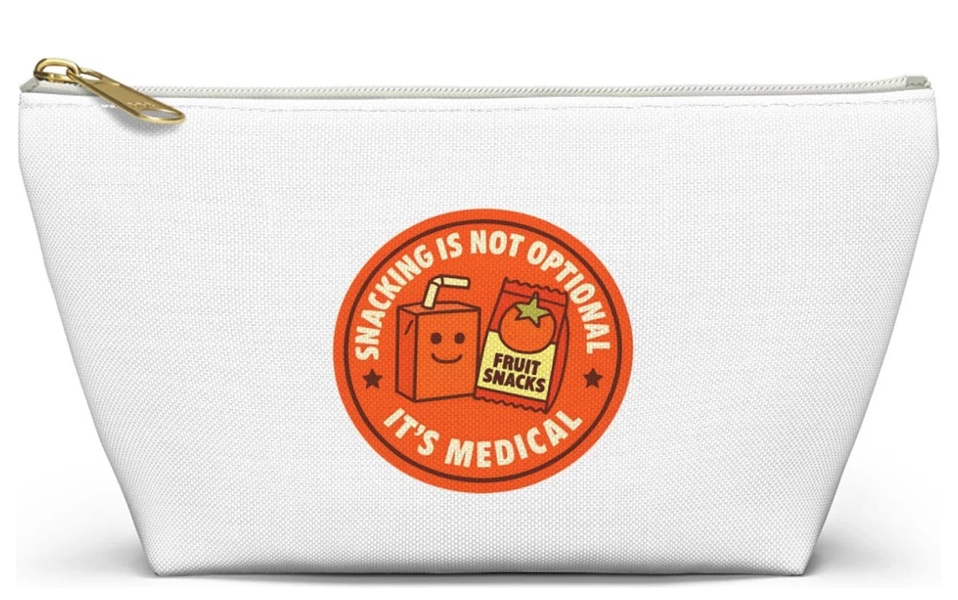 SNACKING IS NOT OPTIONAL
FRUIT
SNACKS
IT'S MEDICAL